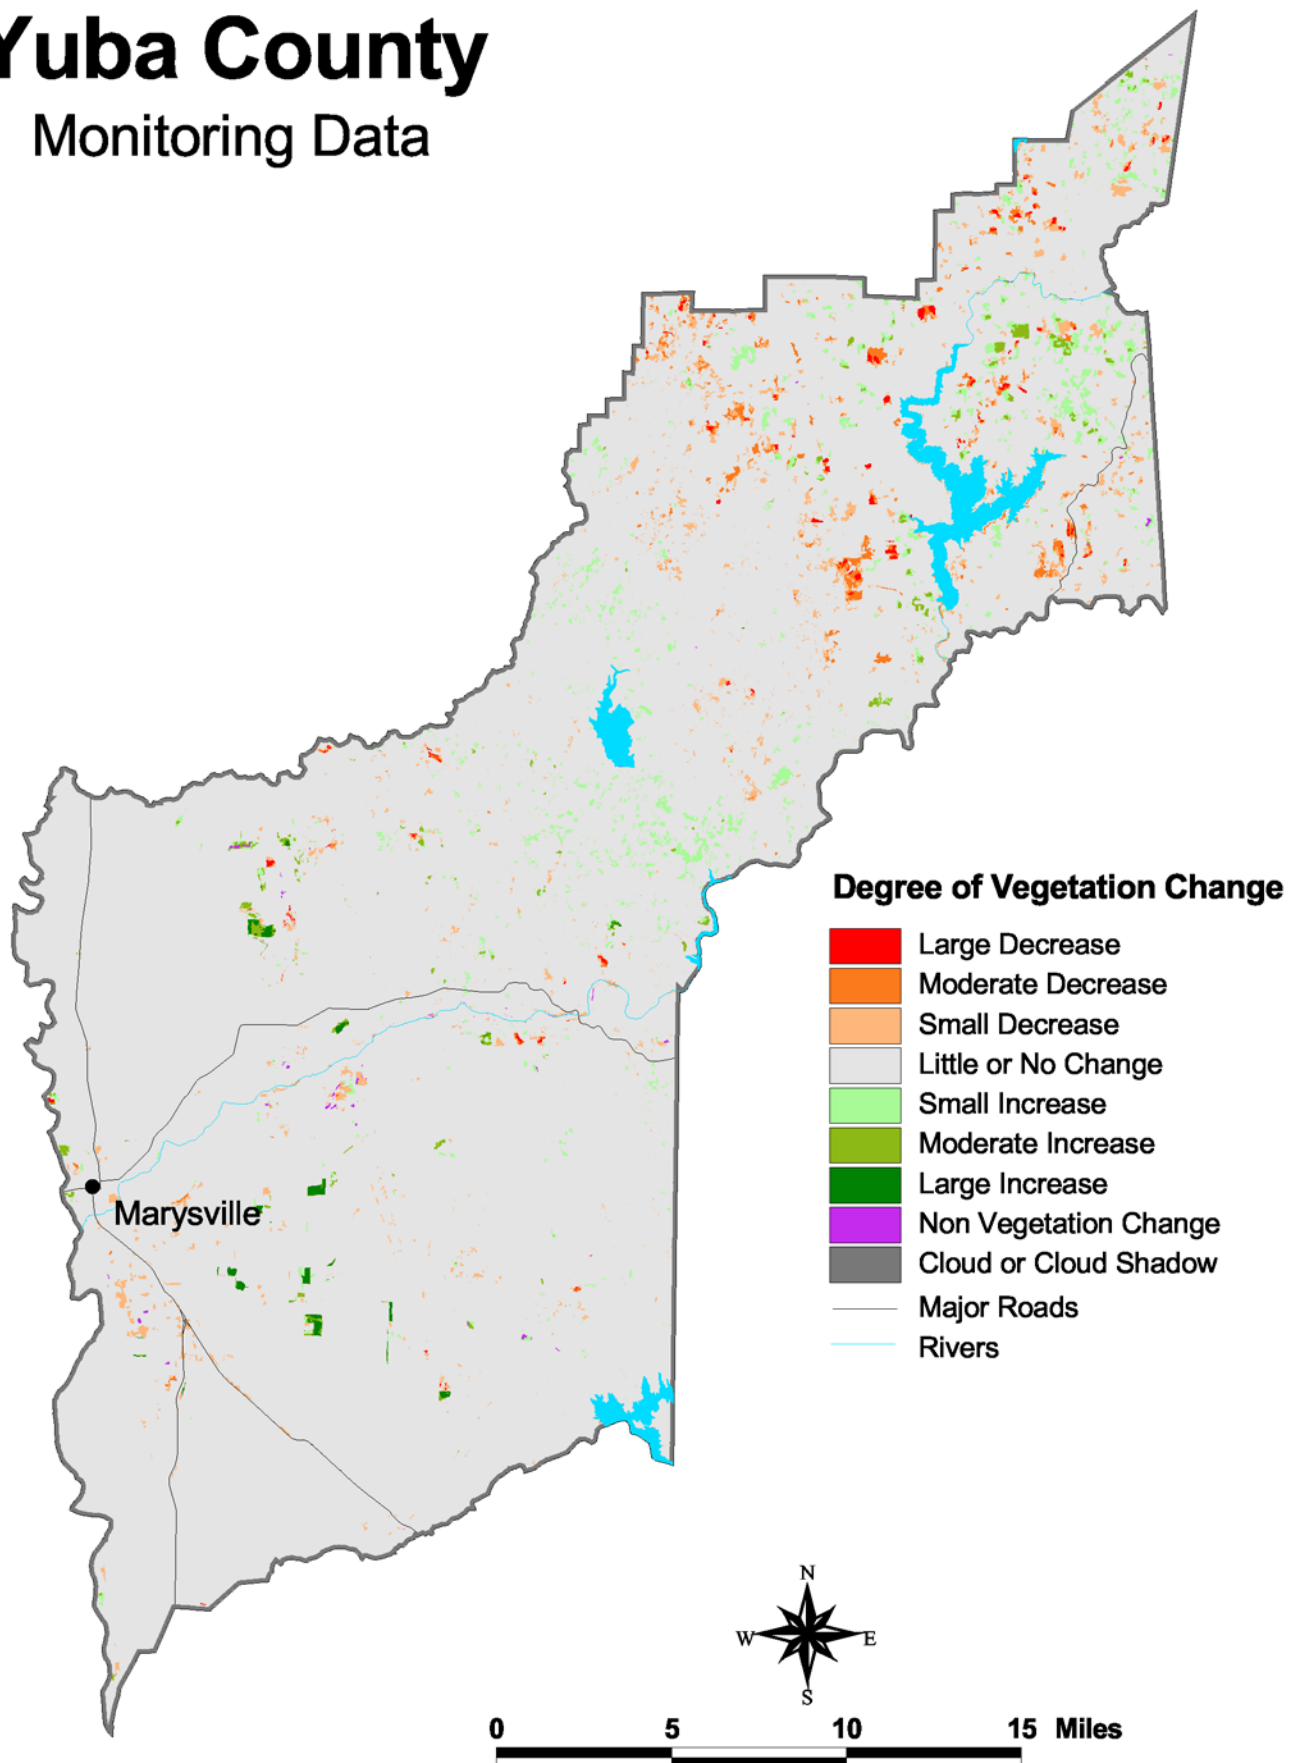 Yuba County
Monitoring Data
Degree of Vegetation Change
Large Decrease
Moderate Decrease
Small Decrease
Little or No Change
Small Increase
Moderate Increase
Large Increase
Non Vegetation Change
Cloud or Cloud Shadow
Major Roads
Rivers
Marysville
N
W E
S
0 5 10 15 Miles